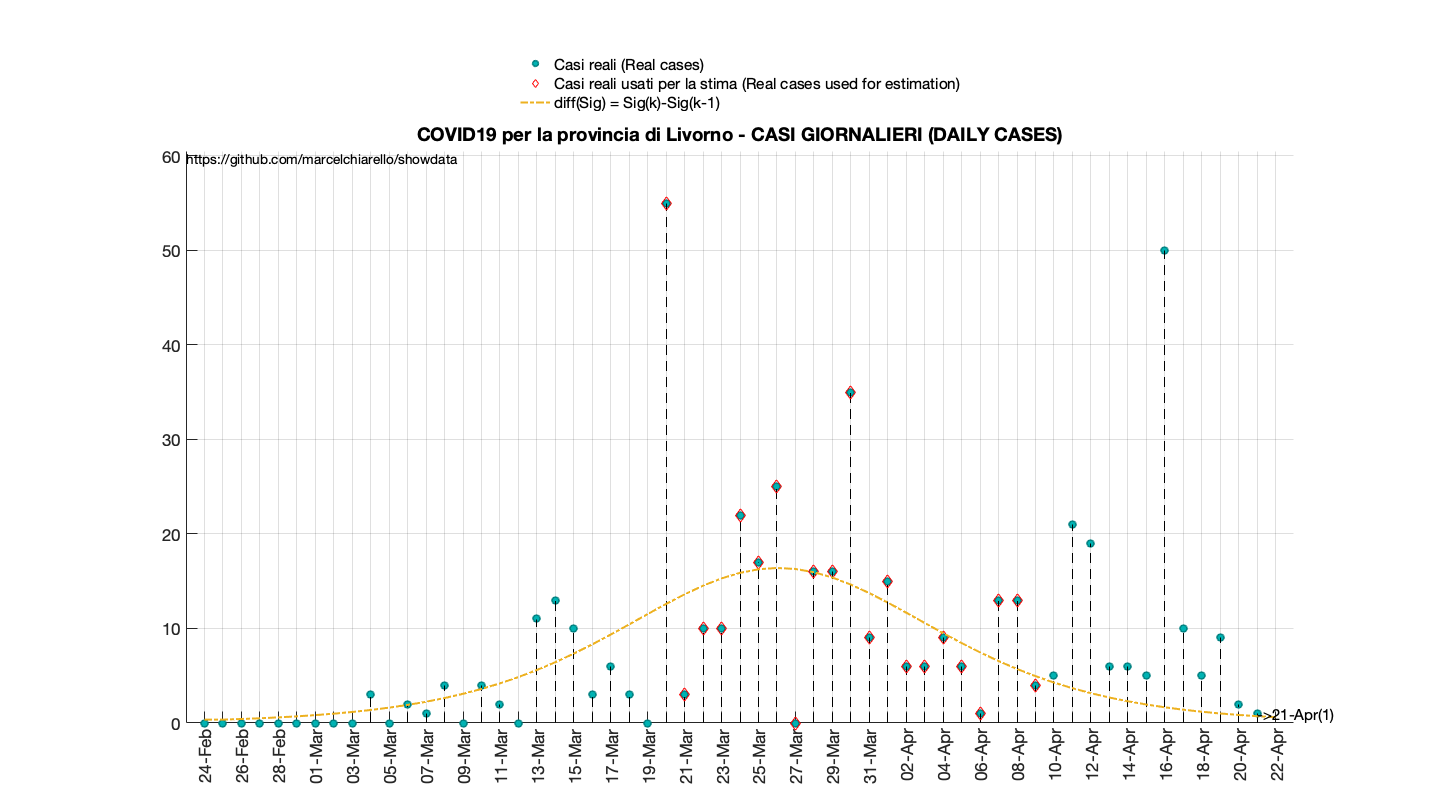 Casi reali (Real cases)
Casi reali usati per la stima (Real cases used for estimation)
diff(Sig) = Sig(k)-Sig(k-1)
COVID19 per la provincia di Livorno - CASI GIORNALIERI (DAILY CASES)
https://github.com/marcelchiarello/showdata
60
50
40
30
20
10
0
>21-Apr(1)
24-Feb
26-Feb
28-Feb
01-Mar
03-Mar
05-Mar
07-Mar
09-Mar
11-Mar
13-Mar
15-Mar
17-Mar
19-Mar
21-Mar
23-Mar
25-Mar
27-Mar
29-Mar
31-Mar
02-Apr
04-Apr
06-Apr
08-Apr
10-Apr
12-Apr
14-Apr
16-Apr
18-Apr
20-Apr
22-Apr